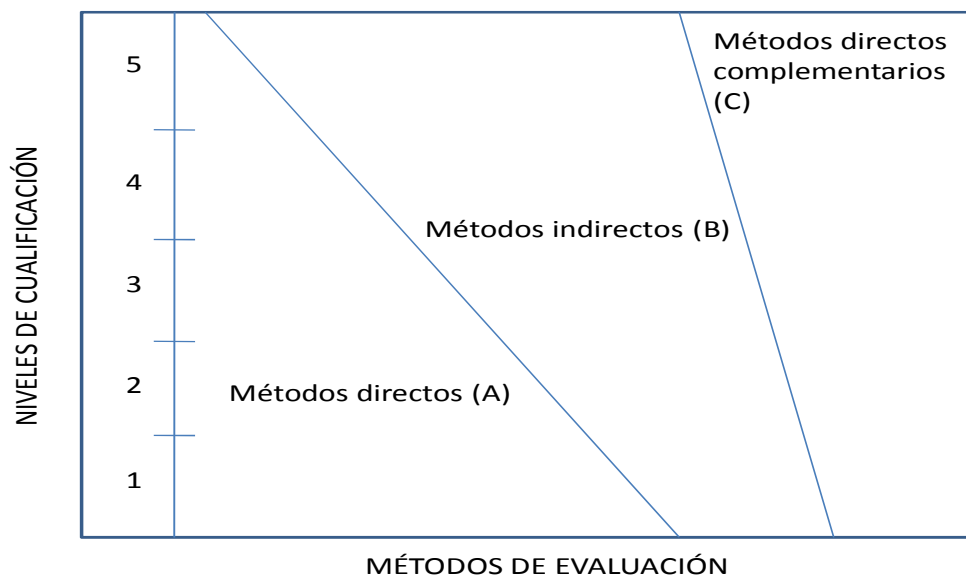 Métodos directos
complementarios
(C)
5
4
Métodos indirectos (B)
3
2
Métodos directos (A)
1
NIVELES DE CUALIFICACIÓN
MÉTODOS DE EVALUACIÓN